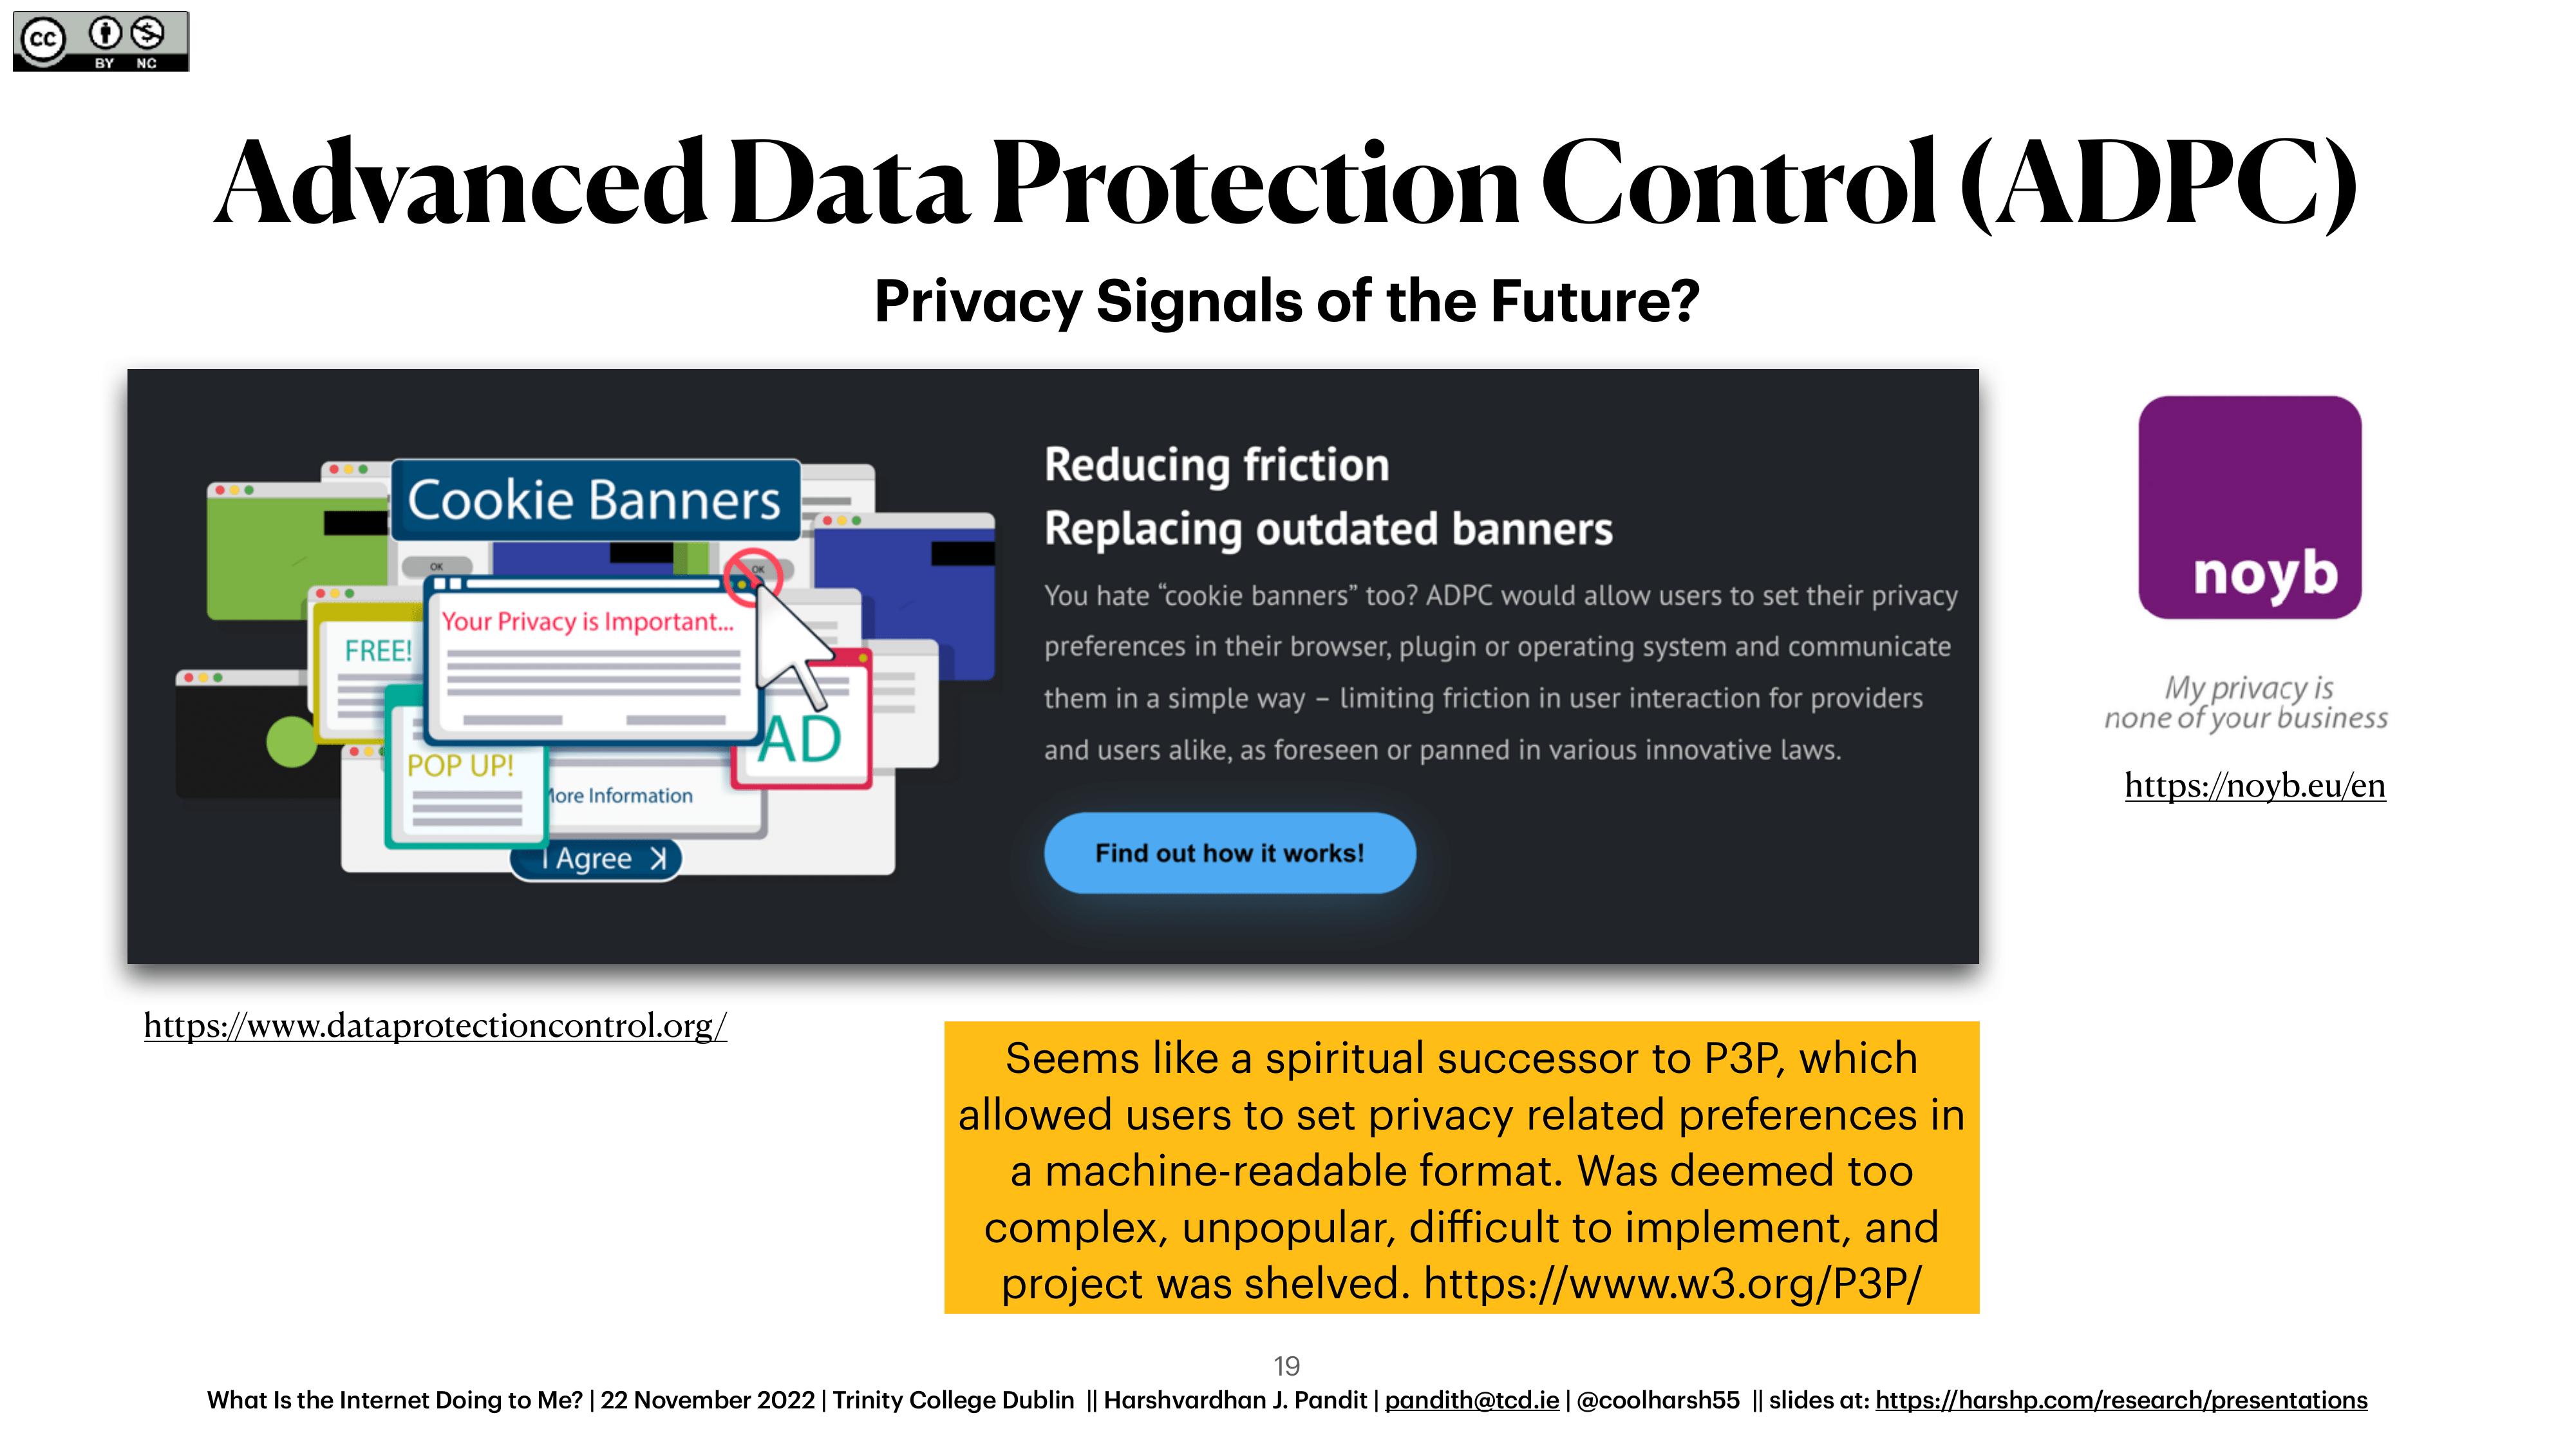 cc
BY NC
Advanced Data Protection Control (ADPC)
Privacy Signals of the Future?
Cookie Banners
OK
OK
Your Privacy is Important...
FREE!
AD
POP UP!
More Information
I Agree
Reducing friction
Replacing outdated banners
You hate “cookie banners” too? ADPC would allow users to set their privacy
preferences in their browser, plugin or operating system and communicate
them in a simple way – limiting friction in user interaction for providers
and users alike, as foreseen or panned in various innovative laws.
Find out how it works!
noyb
My privacy is
none of your business
https://noyb.eu/en
https://www.dataprotectioncontrol.org/
Seems like a spiritual successor to P3P, which
allowed users to set privacy related preferences in
a machine-readable format. Was deemed too
complex, unpopular, difficult to implement, and
project was shelved. https://www.w3.org/P3P/
19
What Is the Internet Doing to Me? | 22 November 2022 | Trinity College Dublin || Harshvardhan J. Pandit | pandith@tcd.ie | @coolharsh55 || slides at: https://harshp.com/research/presentations